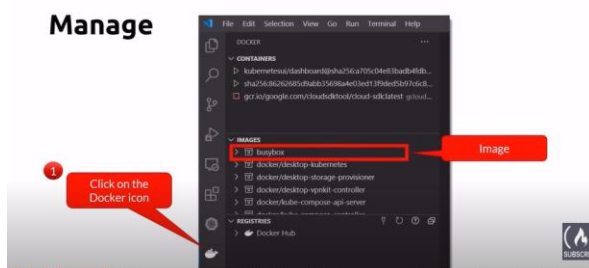 Manage
File Edit Selection View Go Run Terminal Help
DOCKER
CONTAINERS
kubernetesui/dashboard@sha256:a705c04e83badb4fdb...
sha256:86262685d9abb35698a4e03ed13f9ded5b97c6c8...
gcr.io/google.com/cloudsdktool/cloud-sdk:latest gcloud...
IMAGES
busybox
Image
docker/desktop-kubernetes
docker/desktop-storage-provisioner
docker/desktop-vpnkit-controller
docker/kube-compose-api-server
1
Click on the
Docker icon
REGISTRIES
Docker Hub